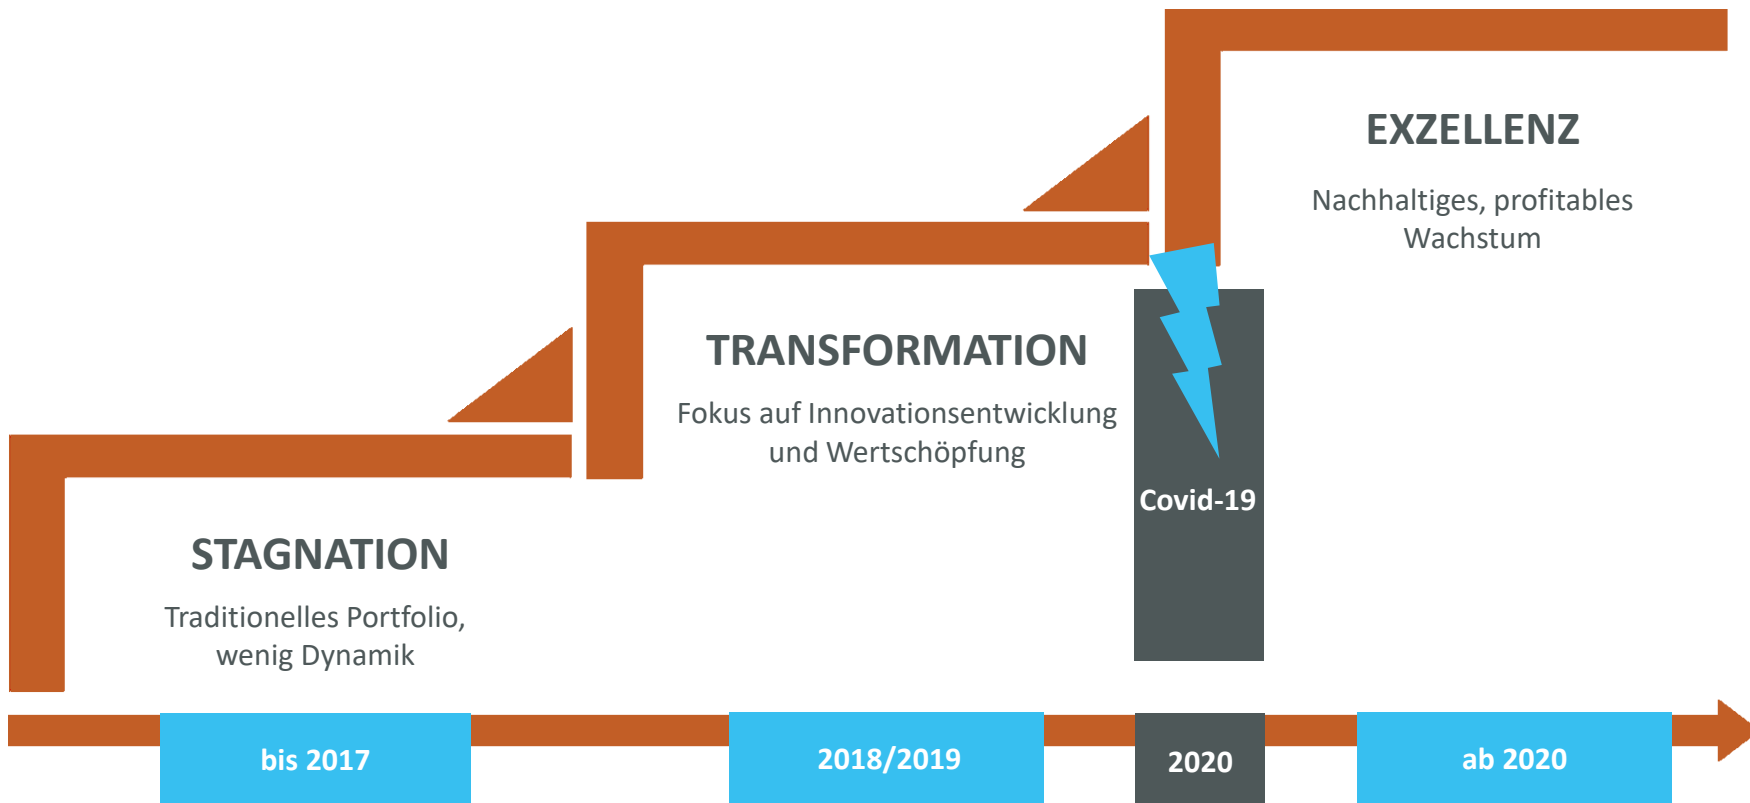 EXZELLENZ
Nachhaltiges, profitables
Wachstum
TRANSFORMATION
Fokus auf Innovationsentwicklung
und Wertschöpfung
Covid-19
STAGNATION
Traditionelles Portfolio,
wenig Dynamik
bis 2017
2018/2019
2020
ab 2020